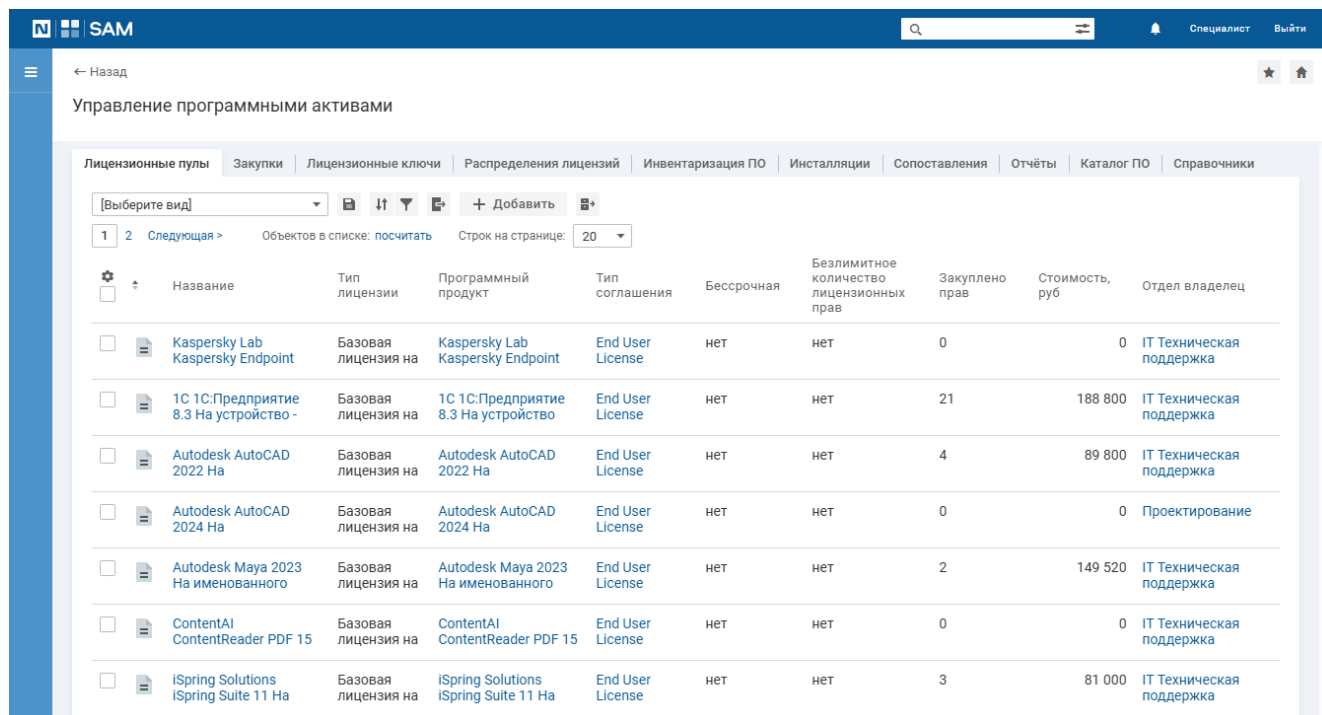 SAM
Специалист
Выйти
← Назад
Управление программными активами
Лицензионные пулы Закупки Лицензионные ключи Распределения лицензий Инвентаризация ПО Инсталляции Сопоставления Отчёты Каталог ПО Справочники
[Выберите вид] + Добавить
1 2 Следующая > Объектов в списке: посчитать Строк на странице: 20
Название
Тип
лицензии
Программный
продукт
Тип
соглашения
Бессрочная
Безлимитное
количество
лицензионных
прав
Закуплено
прав
Стоимость,
руб
Отдел владелец
Kaspersky Lab
Kaspersky Endpoint
Базовая
лицензия на
Kaspersky Lab
Kaspersky Endpoint
End User
License
нет
нет
0
0
IT Техническая
поддержка
1С 1С:Предприятие
8.3 На устройство -
Базовая
лицензия на
1С 1С:Предприятие
8.3 На устройство
End User
License
нет
нет
21
188 800
IT Техническая
поддержка
Autodesk AutoCAD
2022 На
Базовая
лицензия на
Autodesk AutoCAD
2022 На
End User
License
нет
нет
4
89 800
IT Техническая
поддержка
Autodesk AutoCAD
2024 На
Базовая
лицензия на
Autodesk AutoCAD
2024 На
End User
License
нет
нет
0
0
Проектирование
Autodesk Maya 2023
На именованного
Базовая
лицензия на
Autodesk Maya 2023
На именованного
End User
License
нет
нет
2
149 520
IT Техническая
поддержка
ContentAI
ContentReader PDF 15
Базовая
лицензия на
ContentAI
ContentReader PDF 15
End User
License
нет
нет
0
0
IT Техническая
поддержка
iSpring Solutions
iSpring Suite 11 На
Базовая
лицензия на
iSpring Solutions
iSpring Suite 11 На
End User
License
нет
нет
3
81 000
IT Техническая
поддержка